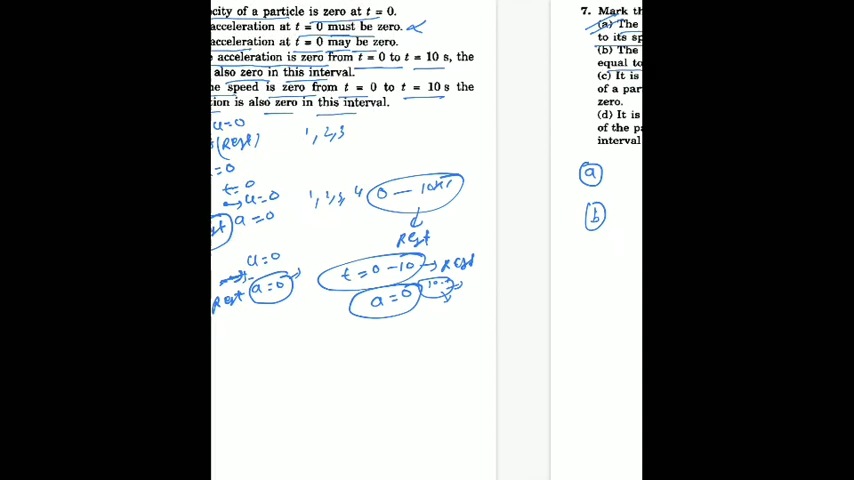 ocity of a particle is zero at t = 0.
acceleration at t = 0 must be zero.
acceleration at t = 0 may be zero.
e acceleration is zero from t = 0 to t = 10 s, the
also zero in this interval.
he speed is zero from t = 0 to t = 10 s the
tion is also zero in this interval.
u=0
(Rest)
1, 2, 3
=0
t=0
u=0
1, 2, 3, 4
0 — 10
st a=0
Rest
u=0
t=0-10 → Rest
Rest a=0
a=0
7. Mark th
(a) The
to its sp
(b) The
equal to
(c) It is
of a par
zero.
(d) It is
of the pa
interval
a
b